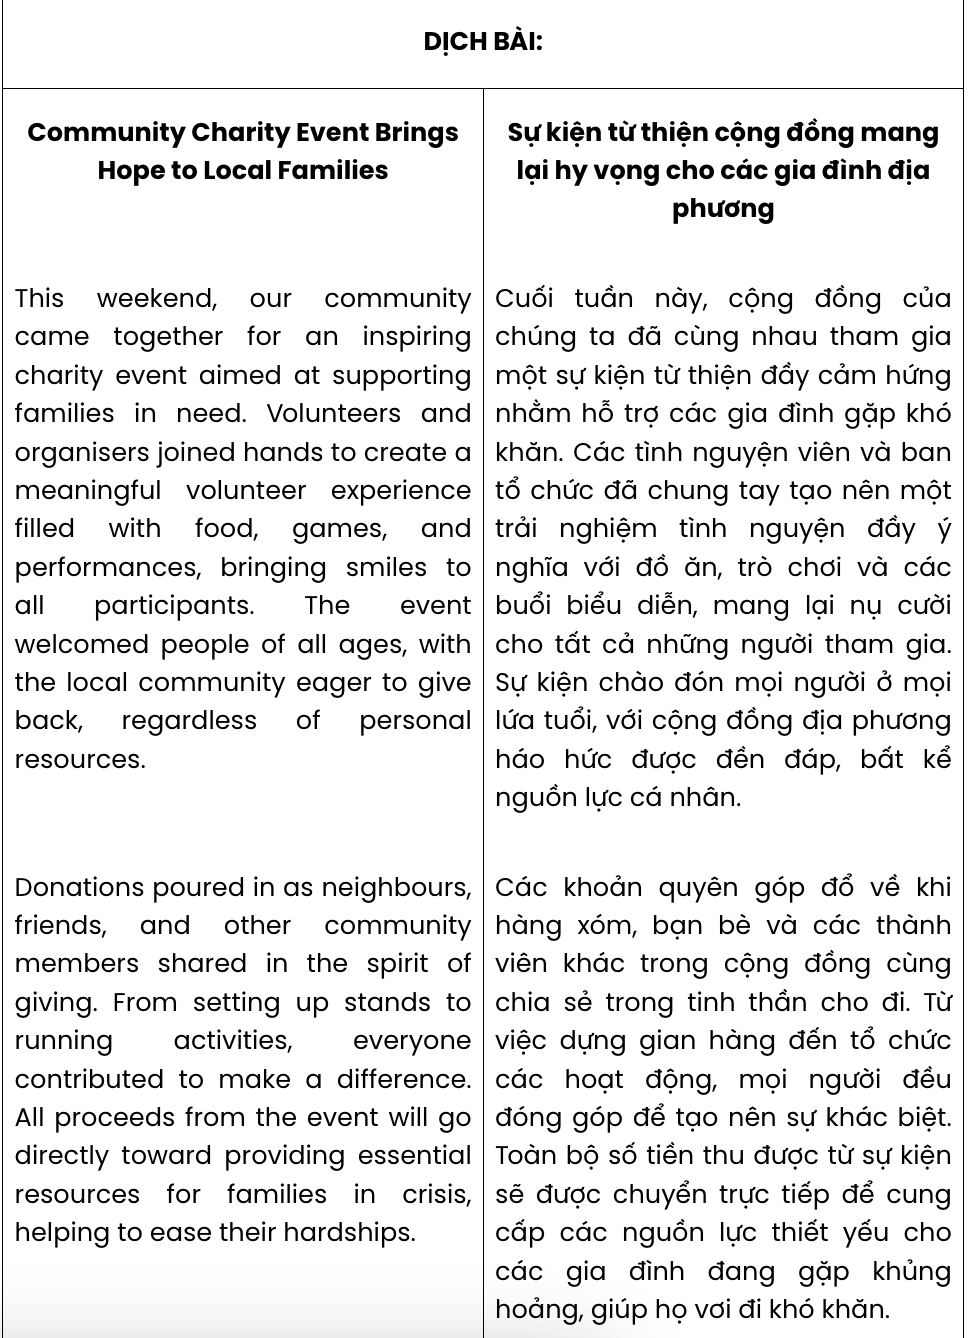 DỊCH BÀI:
Community Charity Event Brings
Hope to Local Families
This weekend, our community
came together for an inspiring
charity event aimed at supporting
families in need. Volunteers and
organisers joined hands to create a
meaningful volunteer experience
filled with food, games, and
performances, bringing smiles to
all participants. The event
welcomed people of all ages, with
the local community eager to give
back, regardless of personal
resources.
Donations poured in as neighbours,
friends, and other community
members shared in the spirit of
giving. From setting up stands to
running activities, everyone
contributed to make a difference.
All proceeds from the event will go
directly toward providing essential
resources for families in crisis,
helping to ease their hardships.
Sự kiện từ thiện cộng đồng mang
lại hy vọng cho các gia đình địa
phương
Cuối tuần này, cộng đồng của
chúng ta đã cùng nhau tham gia
một sự kiện từ thiện đầy cảm hứng
nhằm hỗ trợ các gia đình gặp khó
khăn. Các tình nguyện viên và ban
tổ chức đã chung tay tạo nên một
trải nghiệm tình nguyện đầy ý
nghĩa với đồ ăn, trò chơi và các
buổi biểu diễn, mang lại nụ cười
cho tất cả những người tham gia.
Sự kiện chào đón mọi người ở mọi
lứa tuổi, với cộng đồng địa phương
háo hức được đền đáp, bất kể
nguồn lực cá nhân.
Các khoản quyên góp đổ về khi
hàng xóm, bạn bè và các thành
viên khác trong cộng đồng cùng
chia sẻ trong tinh thần cho đi. Từ
việc dựng gian hàng đến tổ chức
các hoạt động, mọi người đều
đóng góp để tạo nên sự khác biệt.
Toàn bộ số tiền thu được từ sự kiện
sẽ được chuyển trực tiếp để cung
cấp các nguồn lực thiết yếu cho
các gia đình đang gặp khủng
hoảng, giúp họ vơi đi khó khăn.